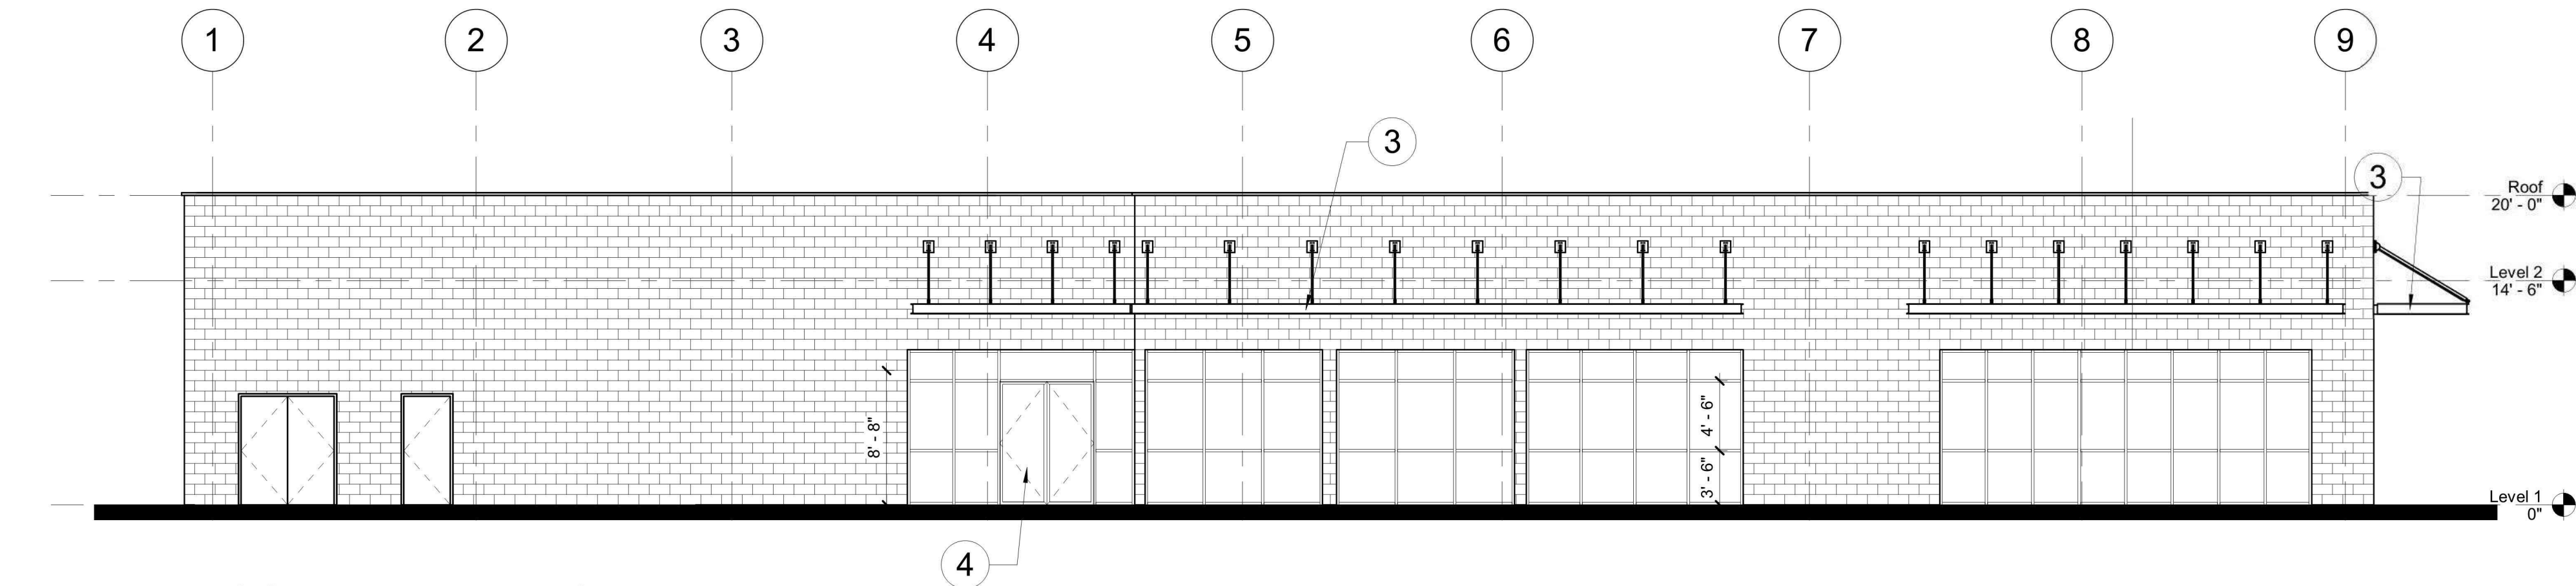 1 2 3 4 5 6 7 8 9
3
3
Roof
20' - 0"
Level 2
14' - 6"
8' - 8"
4' - 6"
3' - 6"
Level 1
0"
4